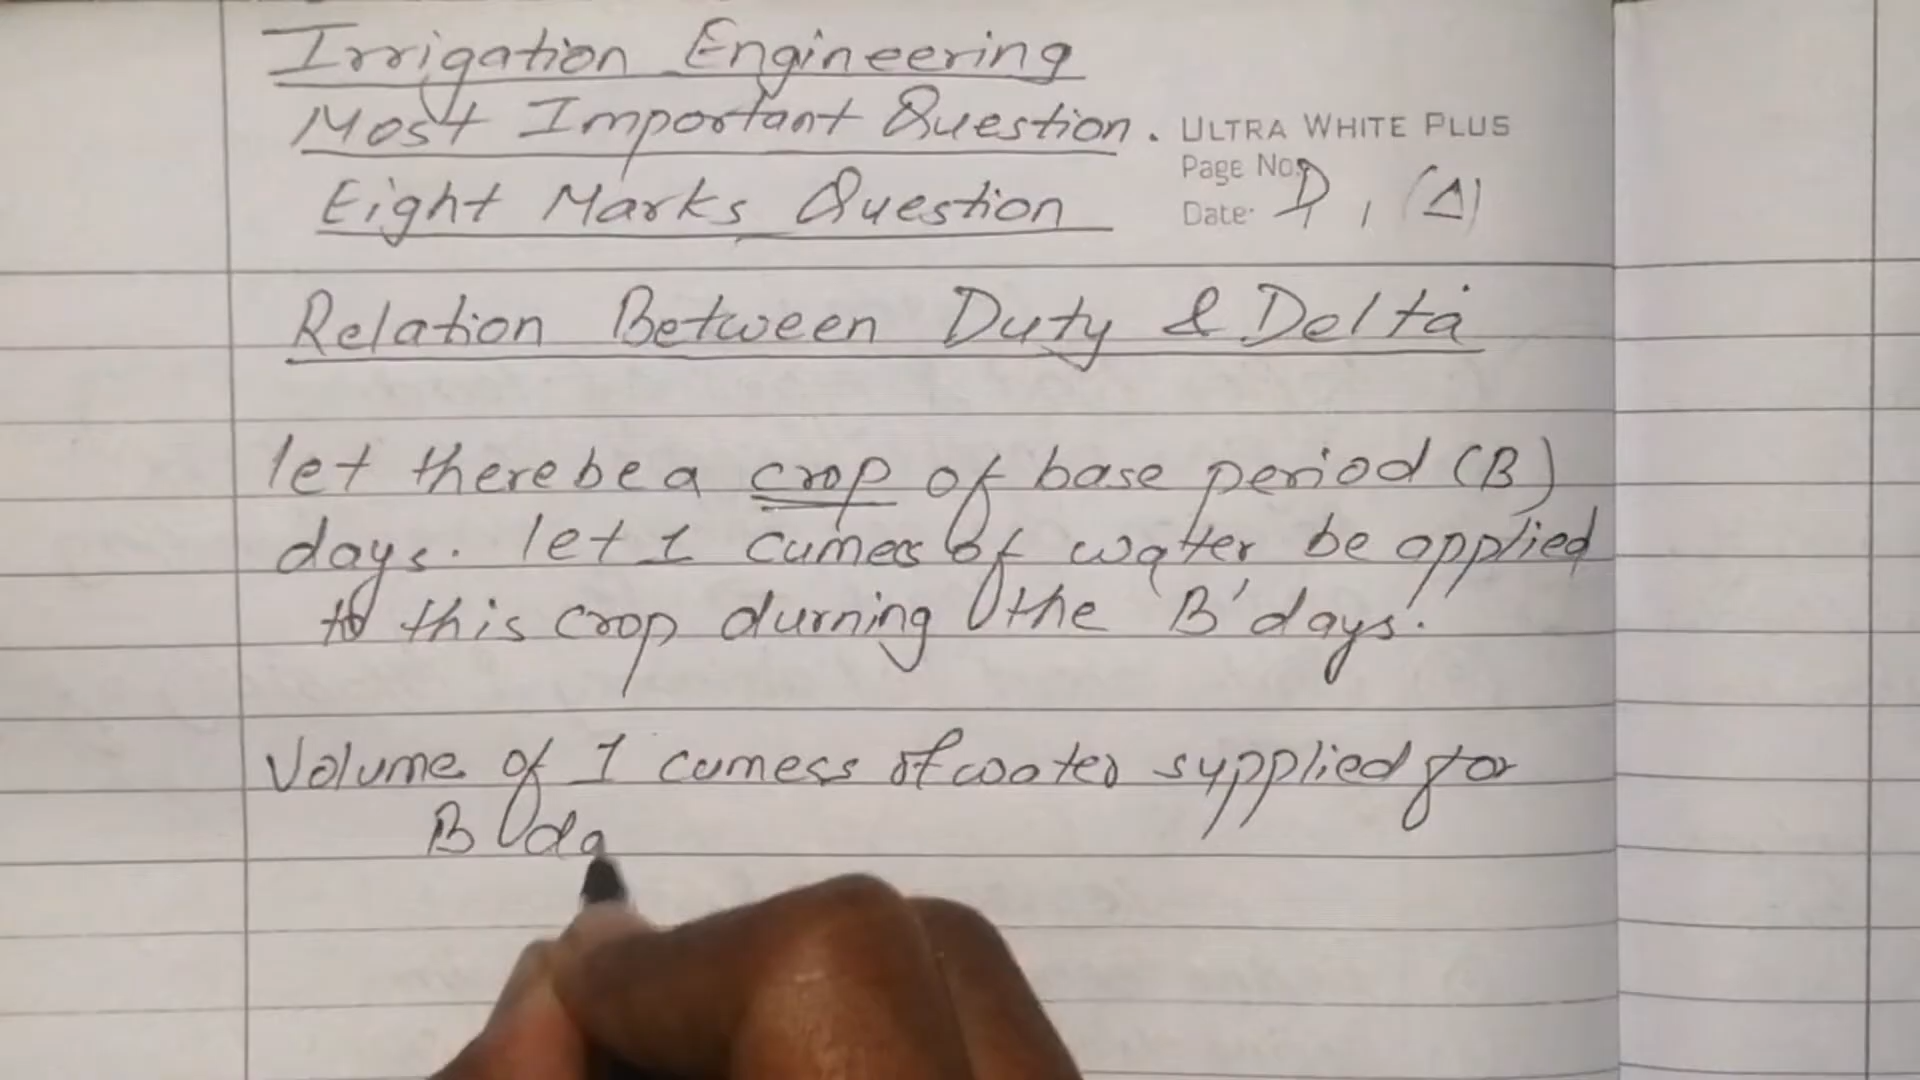 Irrigation Engineering
Most Important Question.
ULTRA WHITE PLUS
Page No.
Eight Marks Question
Date: D, (Δ)
Relation Between Duty & Delta
let there be a crop of base period (B)
days. let 1 cumecs of water be applied
to this crop durning the 'B' days'.
Volume of 1 cumess of water supplied for
B da